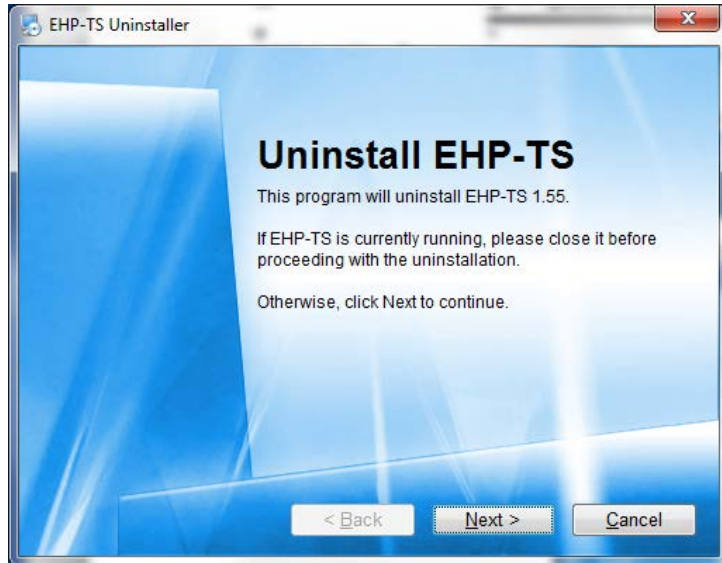 EHP-TS Uninstaller
Uninstall EHP-TS
This program will uninstall EHP-TS 1.55.
If EHP-TS is currently running, please close it before
proceeding with the uninstallation.
Otherwise, click Next to continue.
< Back
Next >
Cancel